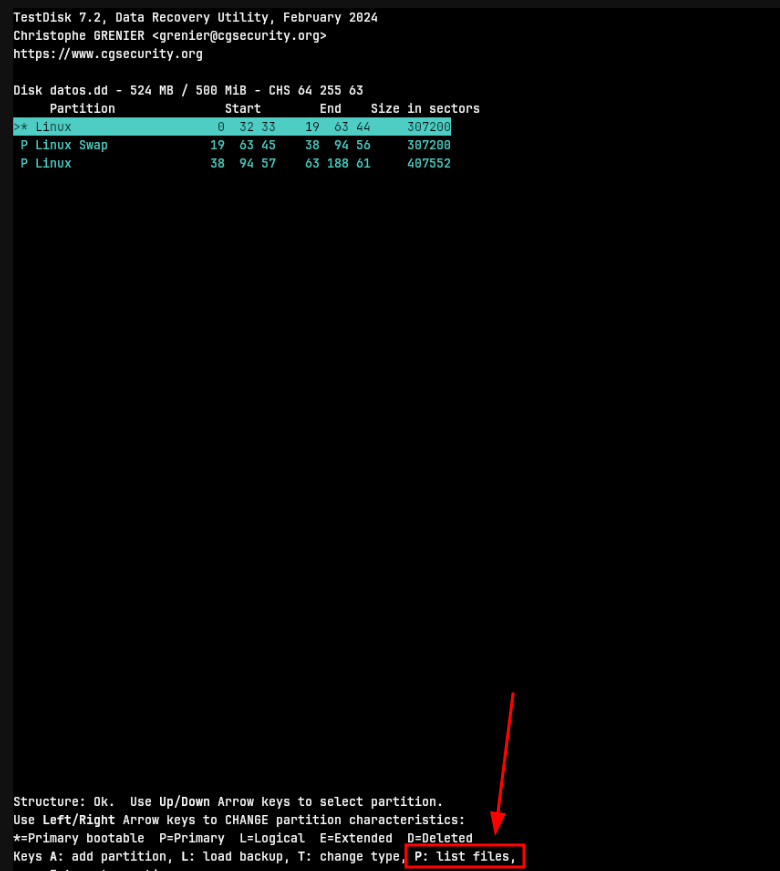 TestDisk 7.2, Data Recovery Utility, February 2024
Christophe GRENIER <grenier@cgsecurity.org>
https://www.cgsecurity.org
Disk datos.dd - 524 MB / 500 MiB - CHS 64 255 63
Partition Start End Size in sectors
>* Linux 0 32 33 19 63 44 307200
P Linux Swap 19 63 45 38 94 56 307200
P Linux 38 94 57 63 188 61 407552
Structure: Ok. Use Up/Down Arrow keys to select partition.
Use Left/Right Arrow keys to CHANGE partition characteristics:
*=Primary bootable P=Primary L=Logical E=Extended D=Deleted
Keys A: add partition, L: load backup, T: change type, P: list files,